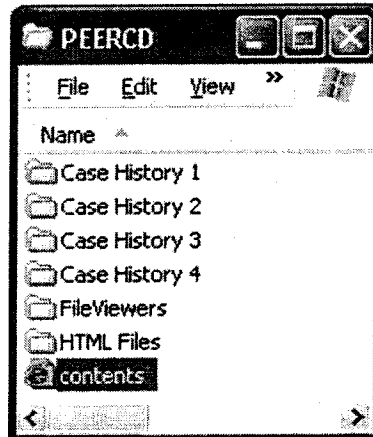 PEERCD
File Edit View »
Name
Case History 1
Case History 2
Case History 3
Case History 4
FileViewers
HTML Files
contents